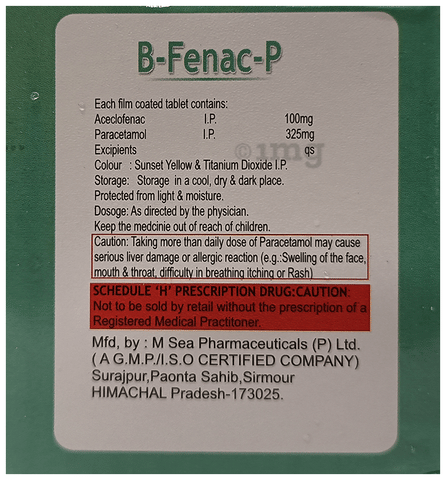 B-Fenac-P
Each film coated tablet contains:
Aceclofenac I.P. 100mg
Paracetamol I.P. 325mg
Excipients qs
1mg
Colour : Sunset Yellow & Titanium Dioxide I.P.
Storage: Storage in a cool, dry & dark place.
Protected from light & moisture.
Dosoge: As directed by the physician.
Keep the medcinie out of reach of children.
Caution: Taking more than daily dose of Paracetamol may cause
serious liver damage or allergic reaction (e.g.:Swelling of the face,
mouth & throat, difficulty in breathing itching or Rash)
SCHEDULE 'H' PRESCRIPTION DRUG:CAUTION:
Not to be sold by retail without the prescription of a
Registered Medical Practitoner.
Mfd, by : M Sea Pharmaceuticals (P) Ltd.
( A G.M.P/I.S.O CERTIFIED COMPANY)
Surajpur,Paonta Sahib,Sirmour
HIMACHAL Pradesh-173025.